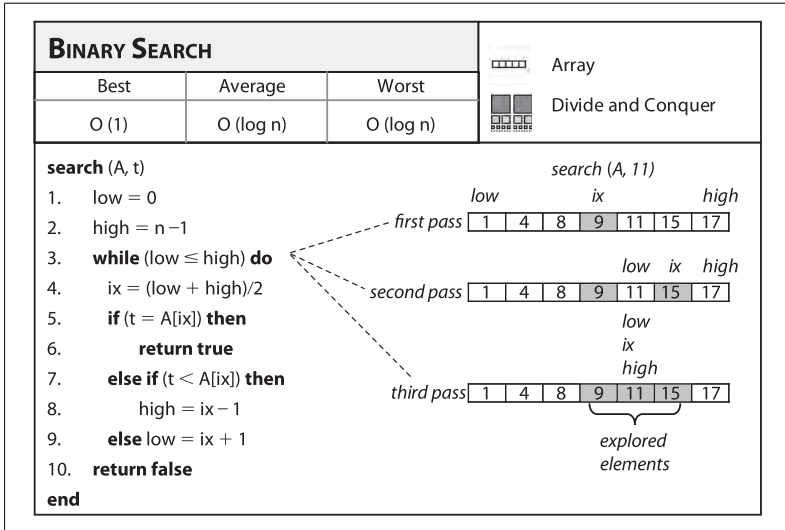 BINARY SEARCH
Best Average Worst
O (1) O (log n) O (log n)
Array
Divide and Conquer
search (A, t)
1. low = 0
2. high = n −1
3. while (low ≤ high) do
4. ix = (low + high)/2
5. if (t = A[ix]) then
6. return true
7. else if (t < A[ix]) then
8. high = ix − 1
9. else low = ix + 1
10. return false
end
search (A, 11)
low ix high
first pass 1 4 8 9 11 15 17
low ix high
second pass 1 4 8 9 11 15 17
low
ix
high
third pass 1 4 8 9 11 15 17
explored
elements